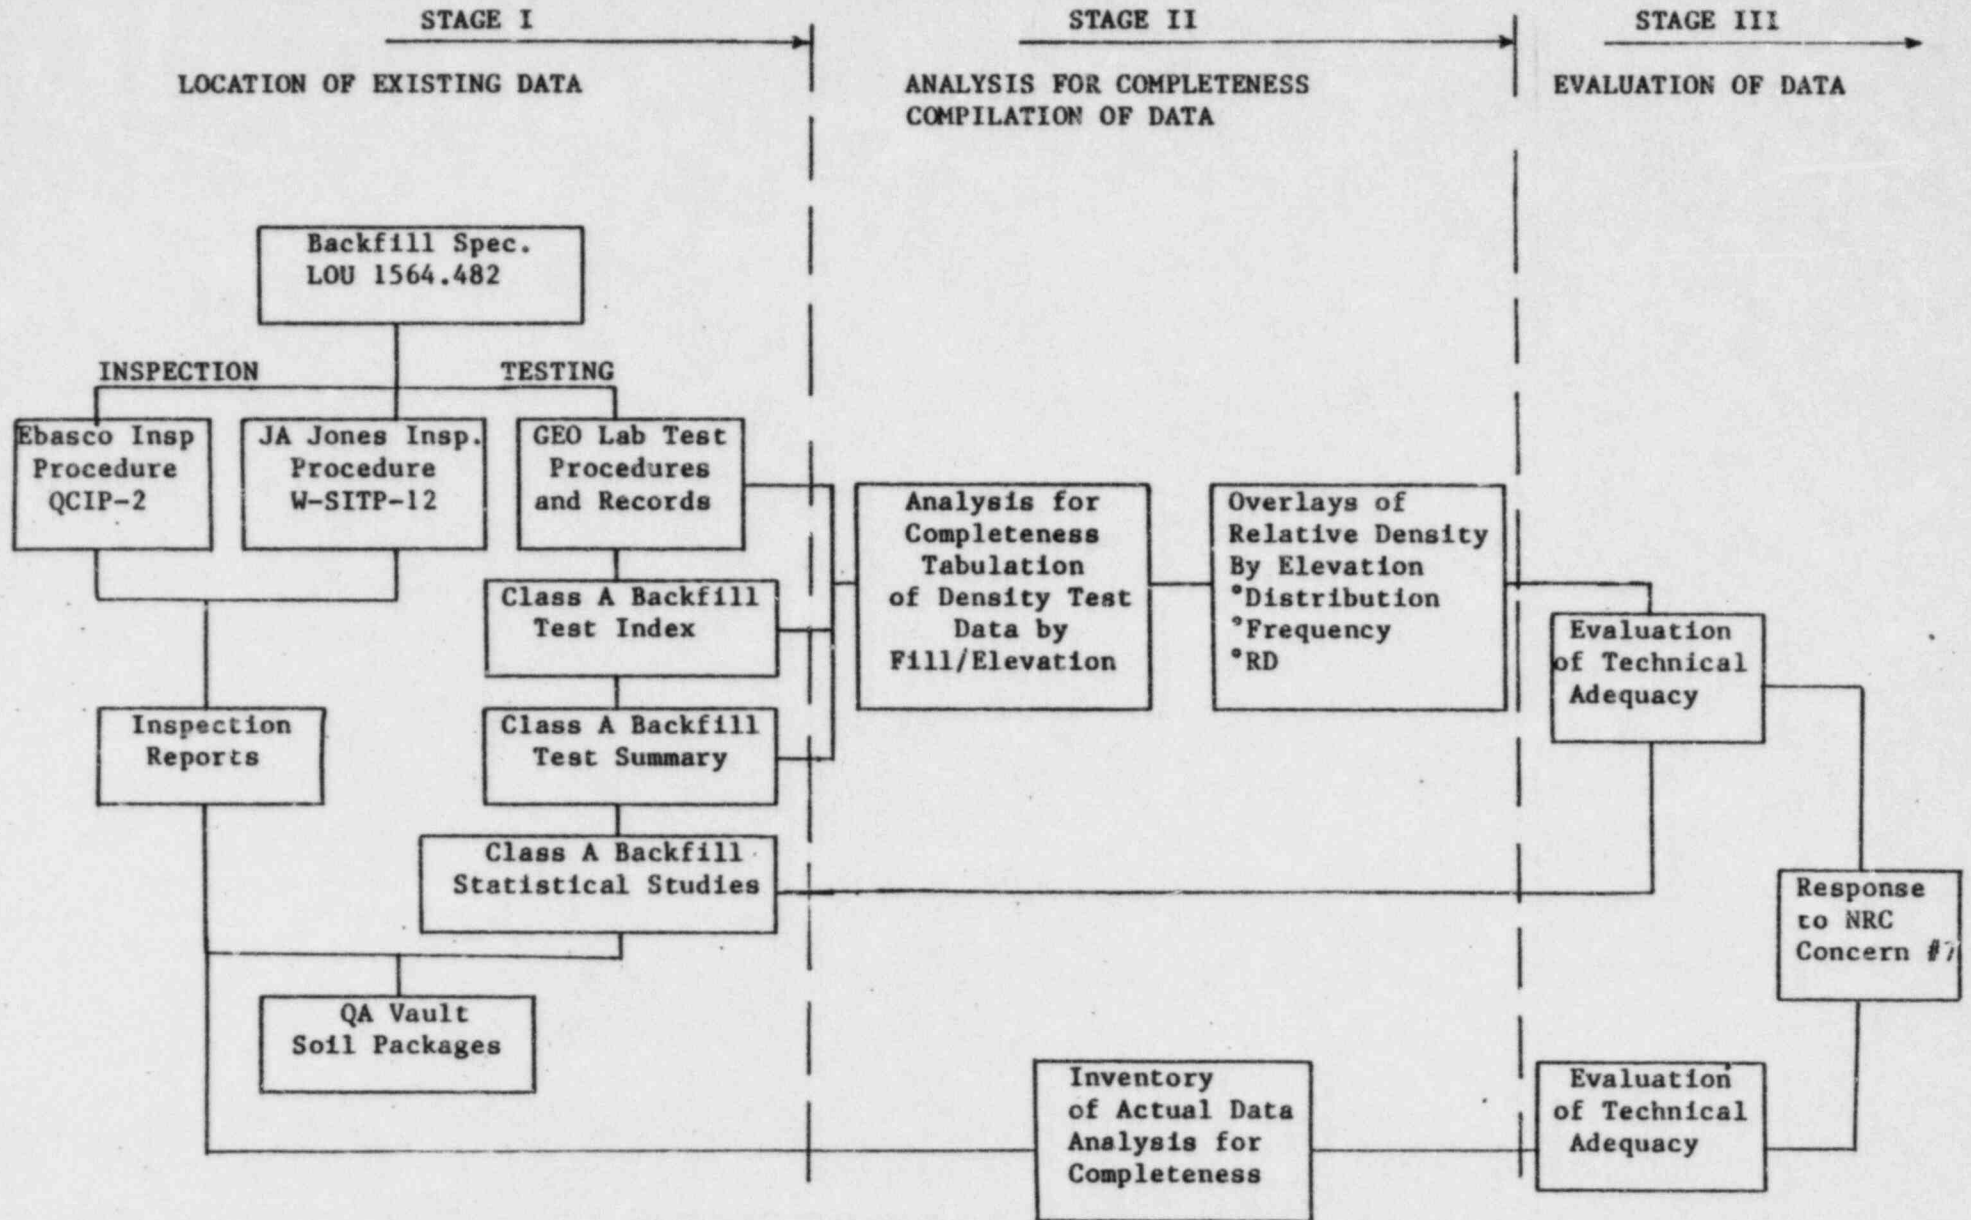 STAGE I
STAGE II
STAGE III
LOCATION OF EXISTING DATA
ANALYSIS FOR COMPLETENESS
COMPILATION OF DATA
EVALUATION OF DATA
Backfill Spec.
LOU 1564.482
INSPECTION
TESTING
Ebasco Insp
Procedure
QCIP-2
JA Jones Insp.
Procedure
W-SITP-12
GEO Lab Test
Procedures
and Records
Class A Backfill
Test Index
Inspection
Reports
Class A Backfill
Test Summary
Class A Backfill
Statistical Studies
QA Vault
Soil Packages
Analysis for
Completeness
Tabulation
of Density Test
Data by
Fill/Elevation
Overlays of
Relative Density
By Elevation
°Distribution
°Frequency
°RD
Inventory
of Actual Data
Analysis for
Completeness
Evaluation
of Technical
Adequacy
Evaluation
of Technical
Adequacy
Response
to NRC
Concern #7